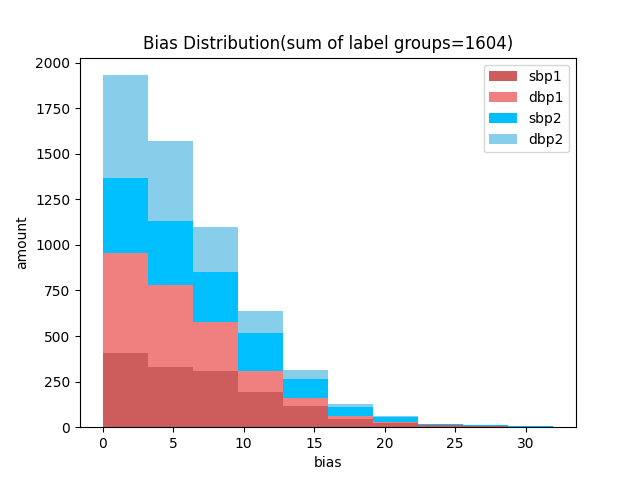 Bias Distribution(sum of label groups=1604)
2000
1750
1500
1250
1000
750
500
250
0
amount
sbp1
dbp1
sbp2
dbp2
0 5 10 15 20 25 30
bias